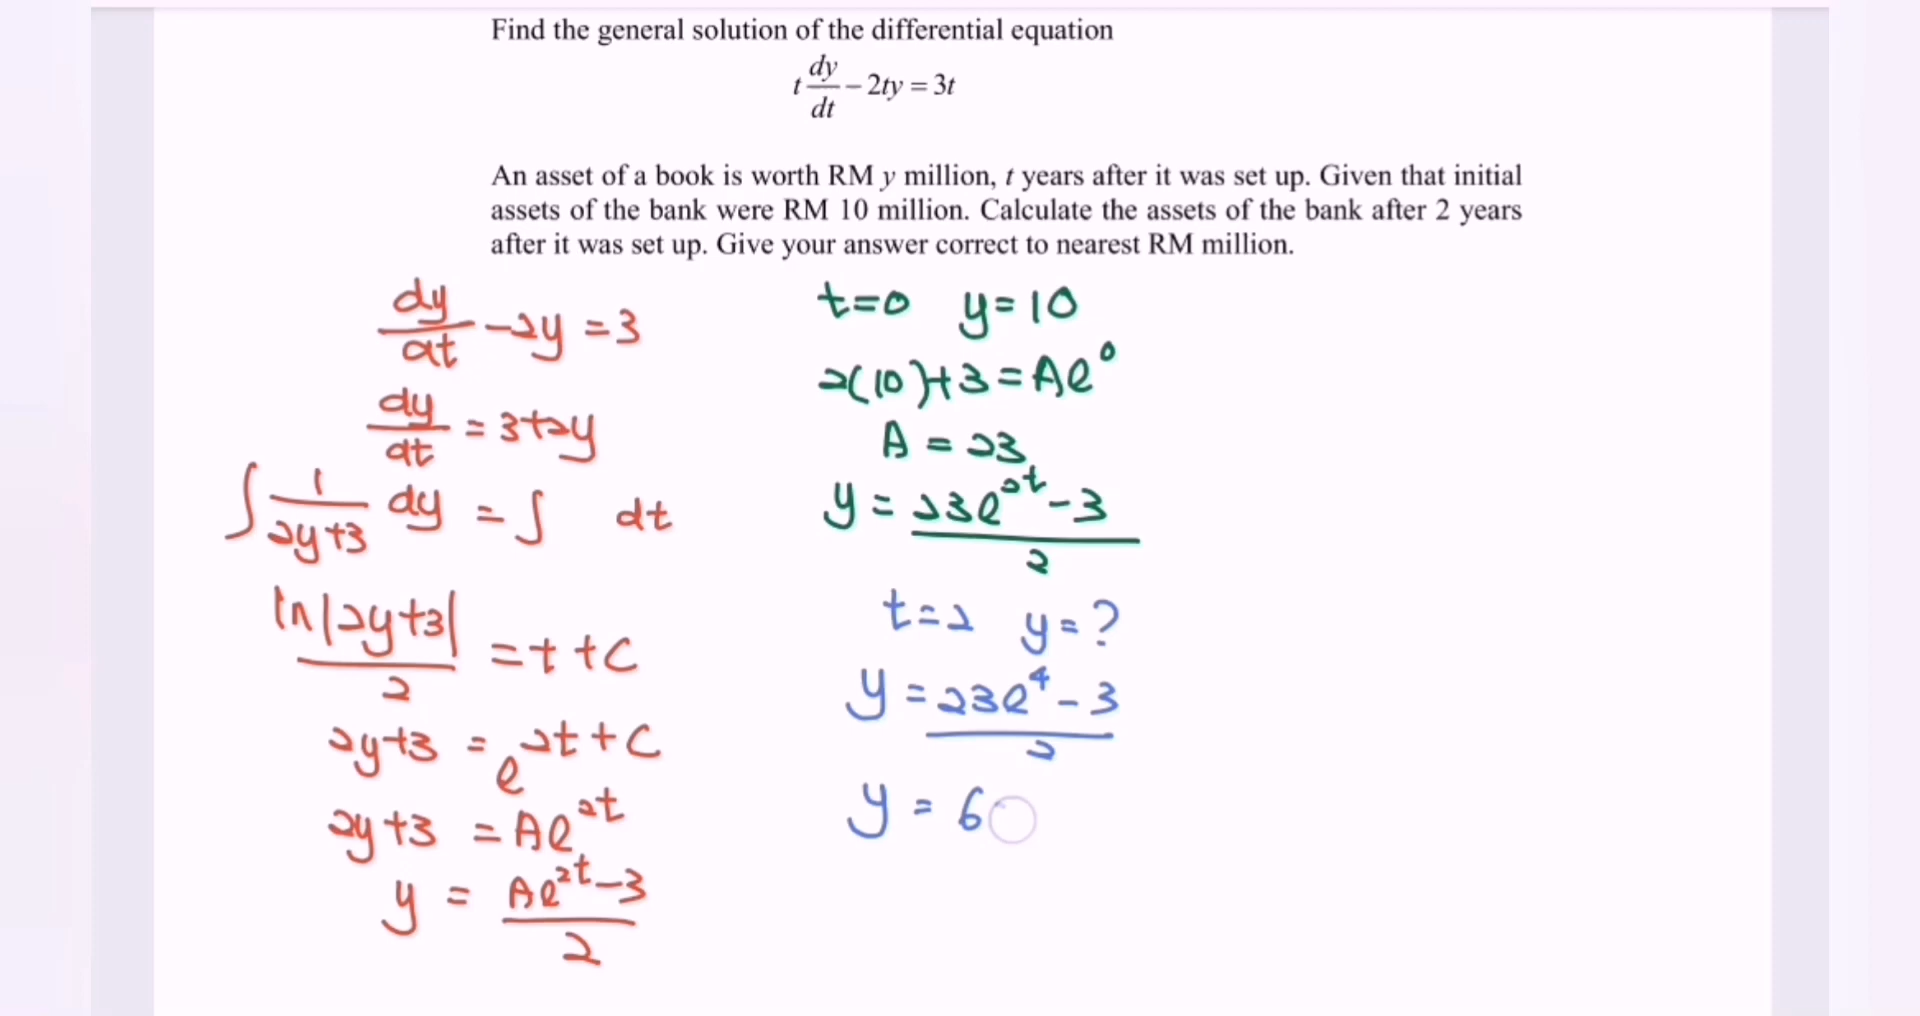 Find the general solution of the differential equation
t dy/dt − 2ty = 3t
An asset of a book is worth RM y million, t years after it was set up. Given that initial
assets of the bank were RM 10 million. Calculate the assets of the bank after 2 years
after it was set up. Give your answer correct to nearest RM million.
dy/dt − 2y = 3
dy/dt = 3+2y
∫ 1/(2y+3) dy = ∫ dt
ln|2y+3|/2 = t + c
2y+3 = e^(2t+c)
2y+3 = Ae^(2t)
y = (Ae^(2t) − 3)/2
t=0 y=10
2(10)+3 = Ae^0
A = 23
y = (23e^(2t) − 3)/2
t=2 y=?
y = (23e^4 − 3)/2
y = 6